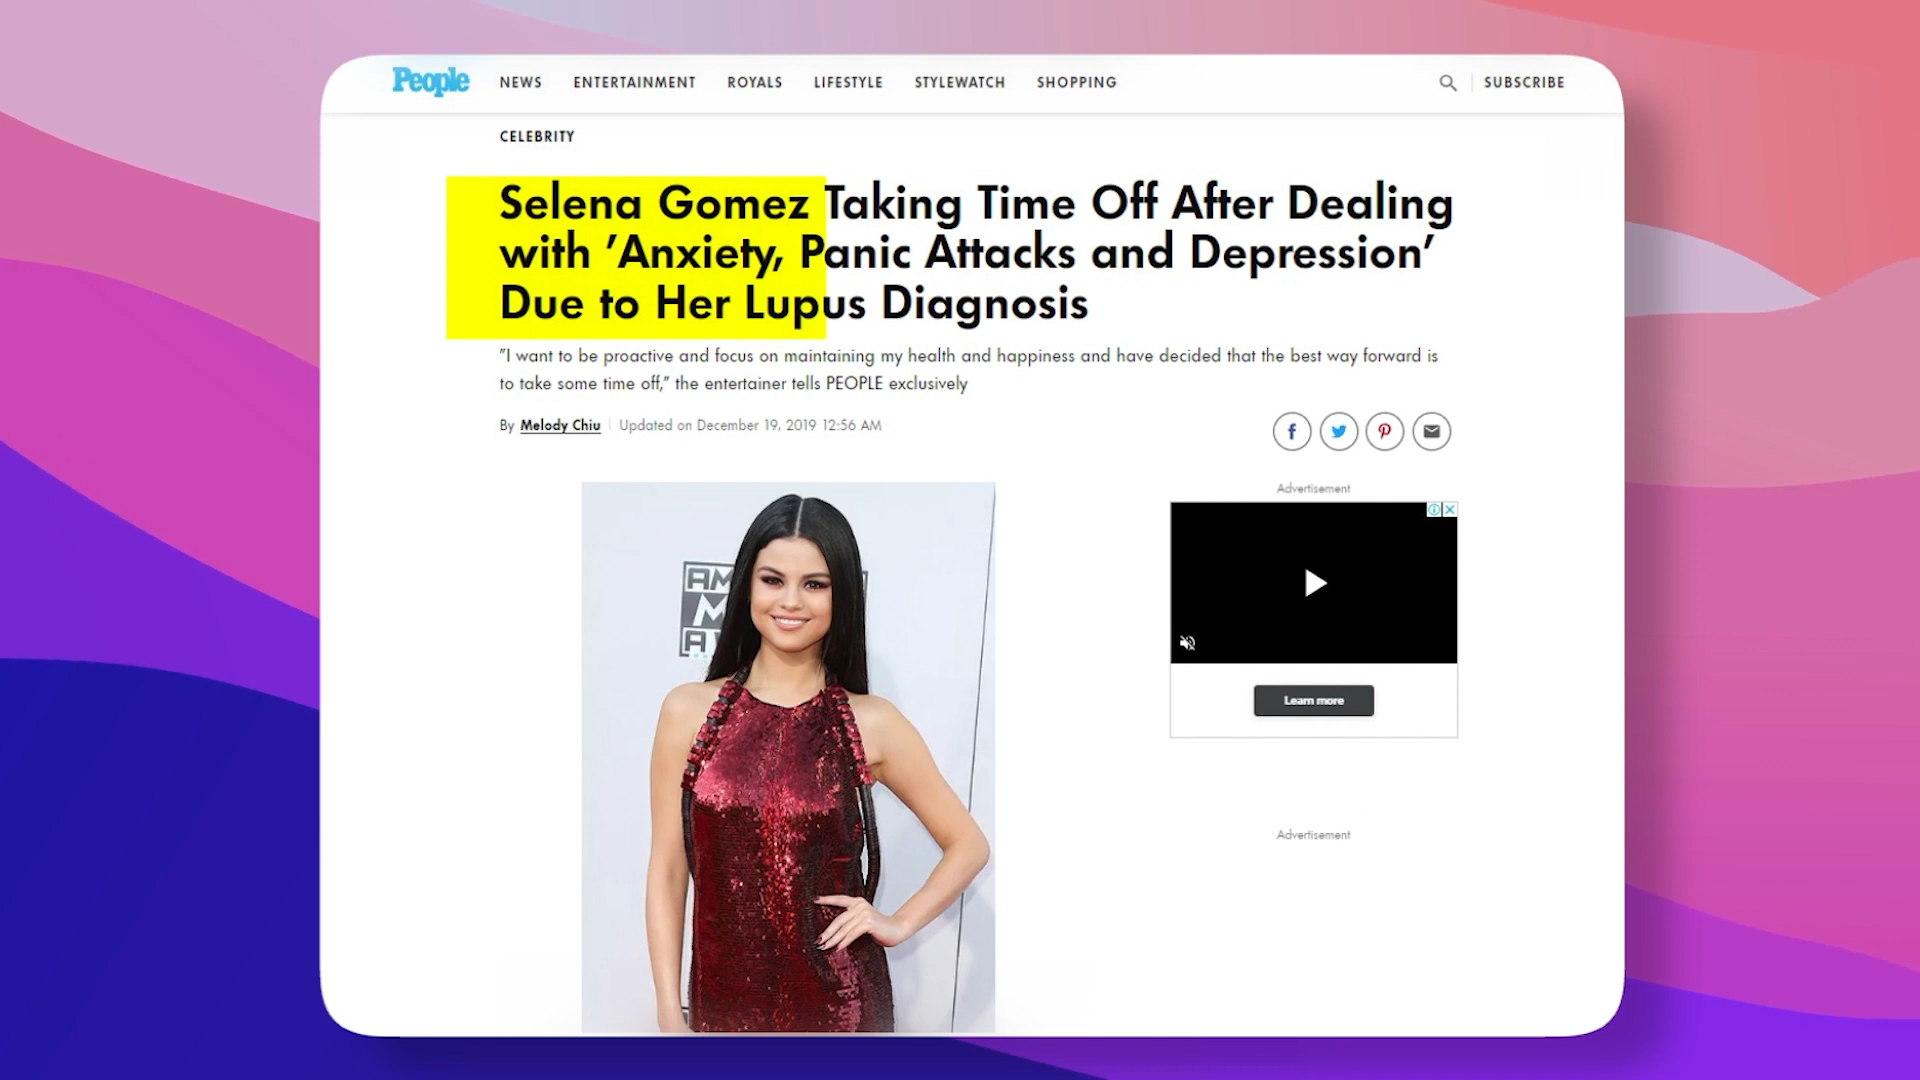 People NEWS ENTERTAINMENT ROYALS LIFESTYLE STYLEWATCH SHOPPING SUBSCRIBE
CELEBRITY
Selena Gomez Taking Time Off After Dealing
with 'Anxiety, Panic Attacks and Depression'
Due to Her Lupus Diagnosis
"I want to be proactive and focus on maintaining my health and happiness and have decided that the best way forward is
to take some time off," the entertainer tells PEOPLE exclusively
By Melody Chiu Updated on December 19, 2019 12:56 AM
Advertisement
Learn more
Advertisement